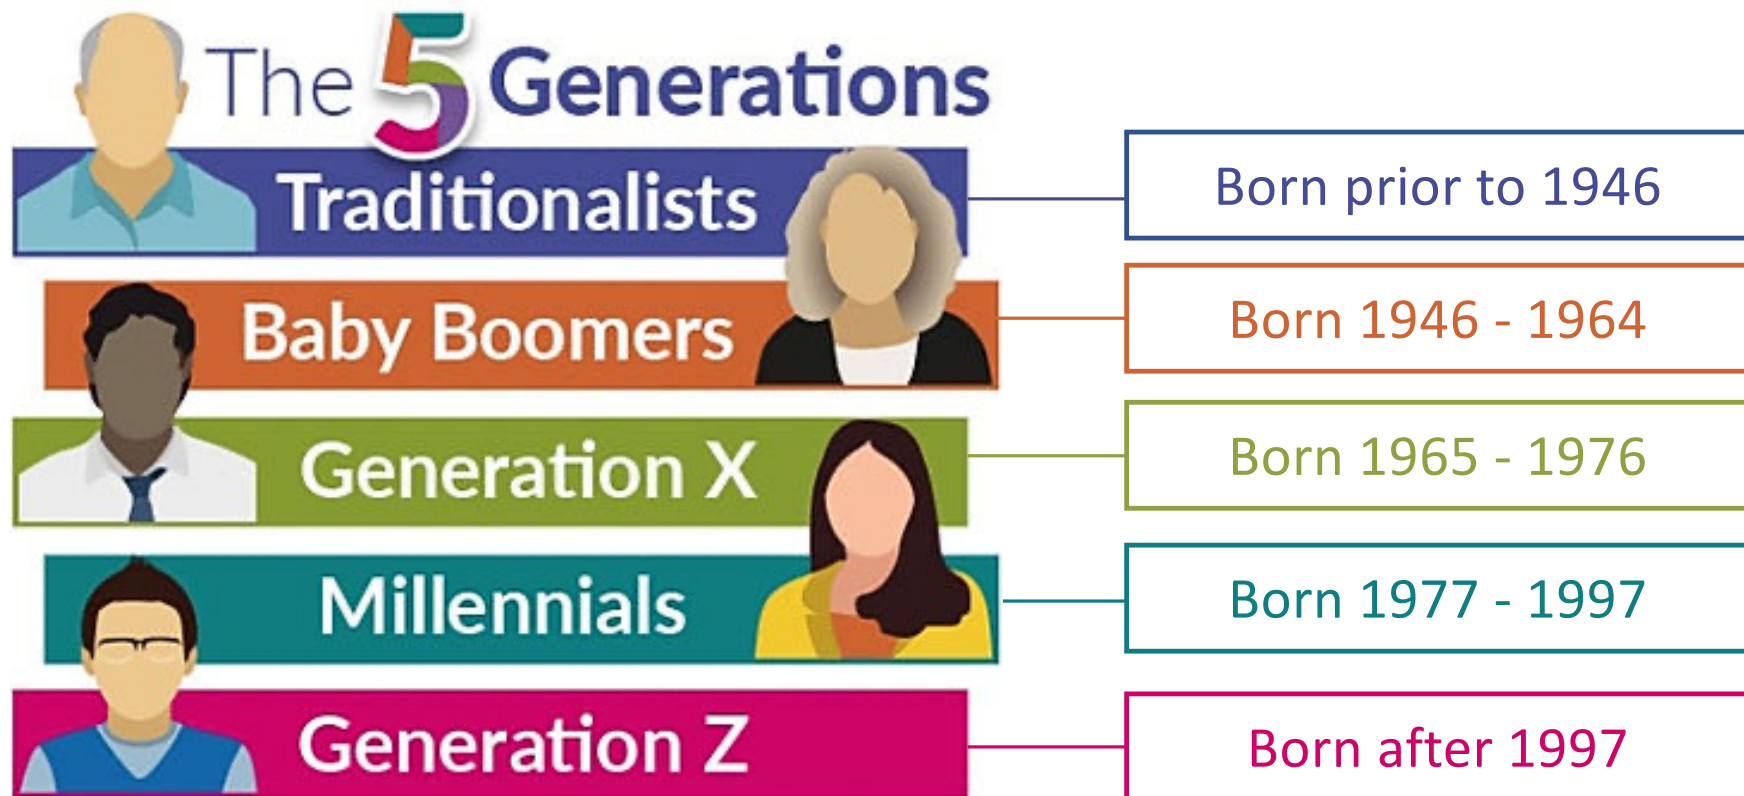 The 5 Generations
Traditionalists
Born prior to 1946
Baby Boomers
Born 1946 - 1964
Generation X
Born 1965 - 1976
Millennials
Born 1977 - 1997
Generation Z
Born after 1997